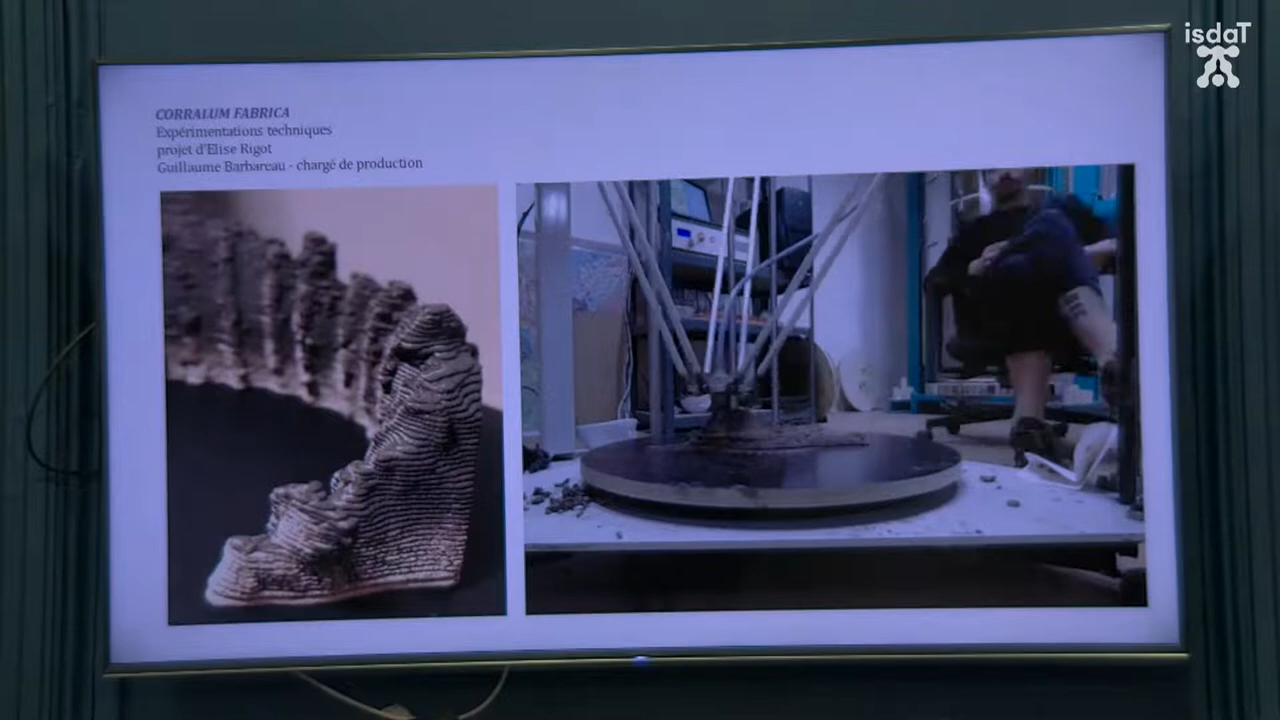 isdaT
CORRALUM FABRICA
Expérimentations techniques
projet d'Elise Rigot
Guillaume Barbareau - chargé de production